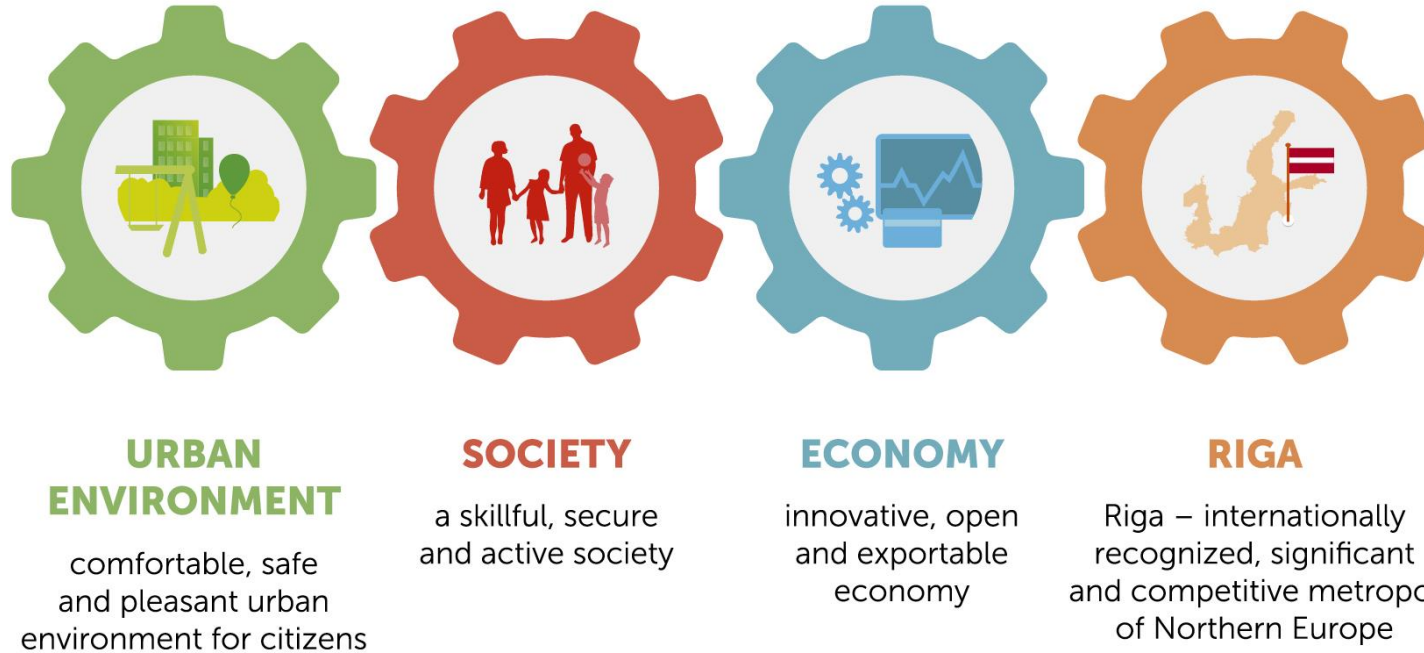 URBAN
ENVIRONMENT
comfortable, safe
and pleasant urban
environment for citizens
SOCIETY
a skillful, secure
and active society
ECONOMY
innovative, open
and exportable
economy
RIGA
Riga – internationally
recognized, significant
and competitive metropo
of Northern Europe